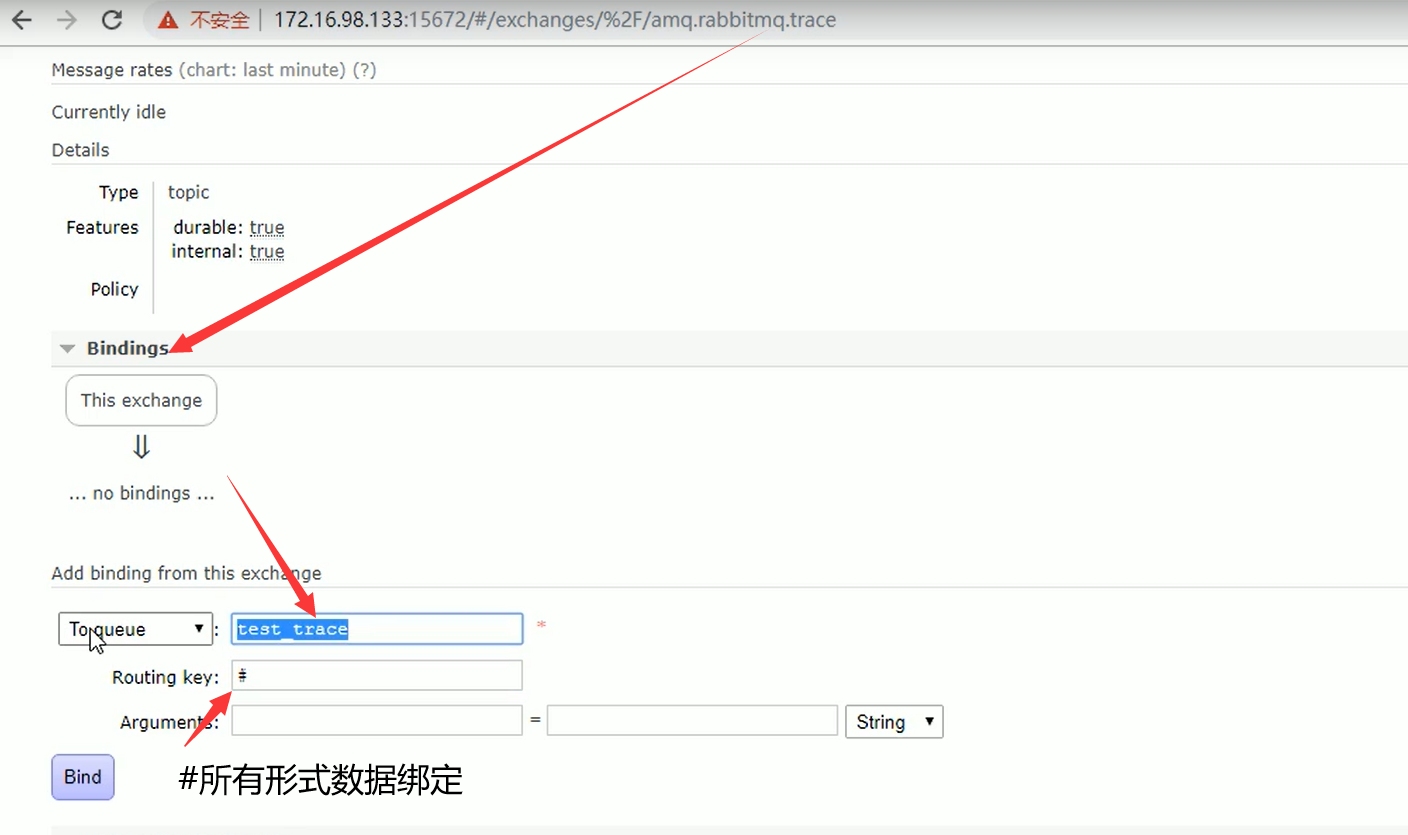 不安全 | 172.16.98.133:15672/#/exchanges/%2F/amq.rabbitmq.trace
Message rates (chart: last minute) (?)
Currently idle
Details
Type topic
Features durable: true
internal: true
Policy
Bindings
This exchange
⇓
... no bindings ...
Add binding from this exchange
To queue ▼ : test_trace *
Routing key: #
Arguments: = String ▼
Bind
#所有形式数据绑定